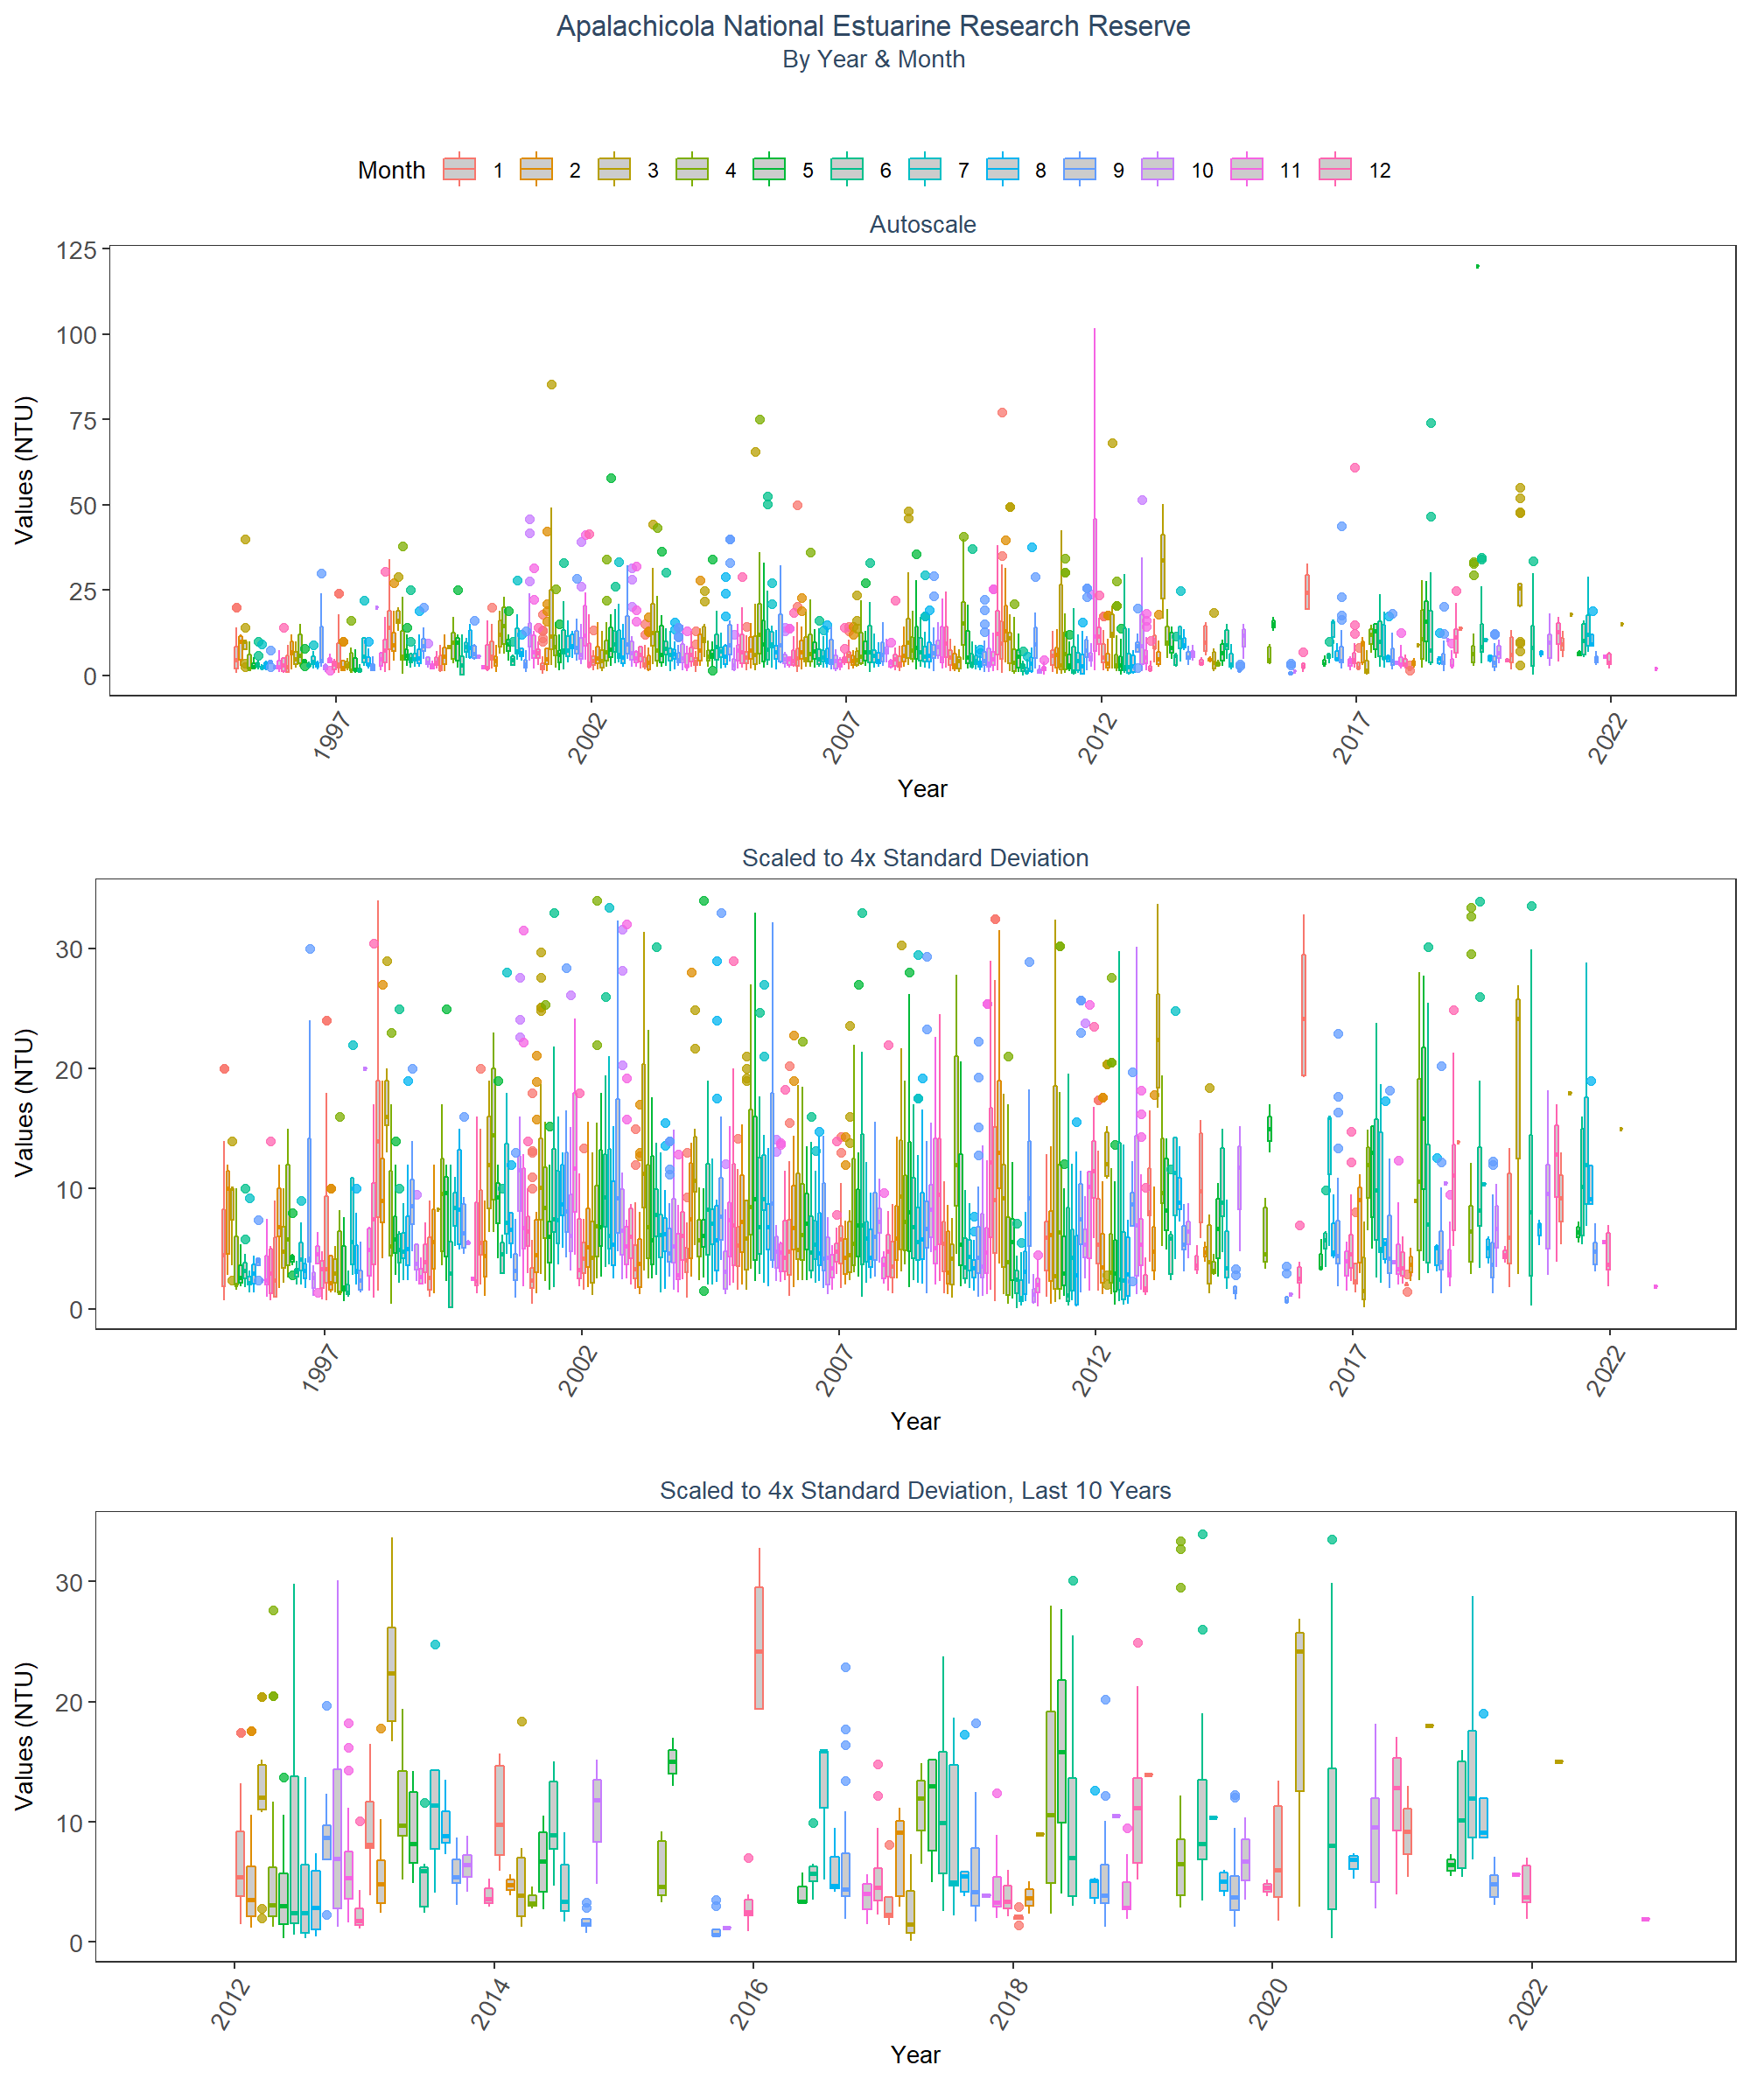 Apalachicola National Estuarine Research Reserve
By Year & Month
Month 1 2 3 4 5 6 7 8 9 10 11 12
Autoscale
Values (NTU)
125
100
75
50
25
0
1997 2002 2007 2012 2017 2022
Year
Scaled to 4x Standard Deviation
Values (NTU)
30
20
10
0
1997 2002 2007 2012 2017 2022
Year
Scaled to 4x Standard Deviation, Last 10 Years
Values (NTU)
30
20
10
0
2012 2014 2016 2018 2020 2022
Year